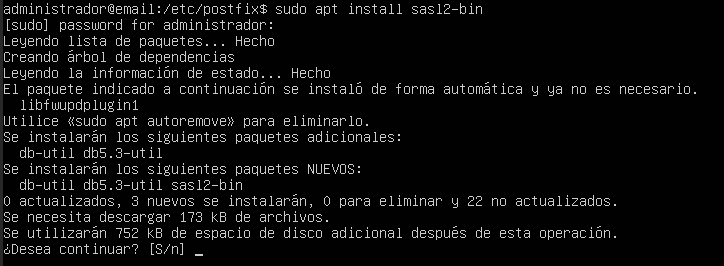 administrador@email:/etc/postfix$ sudo apt install sasl2-bin
[sudo] password for administrador:
Leyendo lista de paquetes... Hecho
Creando árbol de dependencias
Leyendo la información de estado... Hecho
El paquete indicado a continuación se instaló de forma automática y ya no es necesario.
  libfwupdplugin1
Utilice «sudo apt autoremove» para eliminarlo.
Se instalarán los siguientes paquetes adicionales:
  db-util db5.3-util
Se instalarán los siguientes paquetes NUEVOS:
  db-util db5.3-util sasl2-bin
0 actualizados, 3 nuevos se instalarán, 0 para eliminar y 22 no actualizados.
Se necesita descargar 173 kB de archivos.
Se utilizarán 752 kB de espacio de disco adicional después de esta operación.
¿Desea continuar? [S/n] _